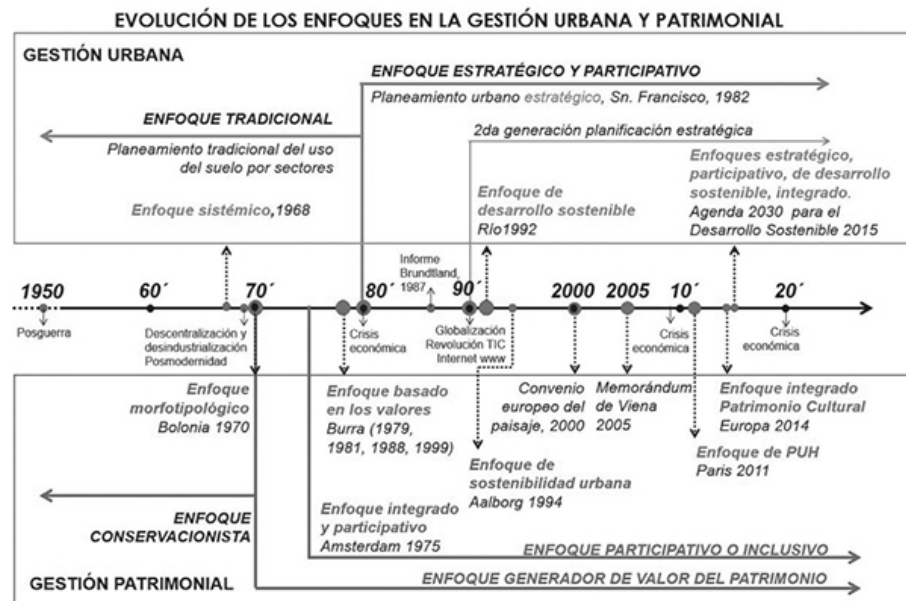 EVOLUCIÓN DE LOS ENFOQUES EN LA GESTIÓN URBANA Y PATRIMONIAL
GESTIÓN URBANA
ENFOQUE ESTRATÉGICO Y PARTICIPATIVO
Planeamiento urbano estratégico, Sn. Francisco, 1982
ENFOQUE TRADICIONAL
Planeamiento tradicional del uso
del suelo por sectores
2da generación planificación estratégica
Enfoque sistémico,1968
Enfoque de
desarrollo sostenible
Río1992
Enfoques estratégico,
participativo, de desarrollo
sostenible, integrado.
Agenda 2030 para el
Desarrollo Sostenible 2015
Informe
Brundtland,
1987
1950
60´
70´
80´
90´
2000
2005
10´
20´
Posguerra
Descentralización y
desindustrialización
Posmodernidad
Crisis
económica
Globalización
Revolución TIC
Internet www
Crisis
económica
Crisis
económica
Enfoque
morfotipológico
Bolonia 1970
Enfoque basado
en los valores
Burra (1979,
1981, 1988, 1999)
Convenio
europeo del
paisaje, 2000
Memorándum
de Viena
2005
Enfoque integrado
Patrimonio Cultural
Europa 2014
Enfoque de
sostenibilidad urbana
Aalborg 1994
Enfoque de PUH
Paris 2011
ENFOQUE
CONSERVACIONISTA
Enfoque integrado
y participativo
Amsterdam 1975
ENFOQUE PARTICIPATIVO O INCLUSIVO
GESTIÓN PATRIMONIAL
ENFOQUE GENERADOR DE VALOR DEL PATRIMONIO